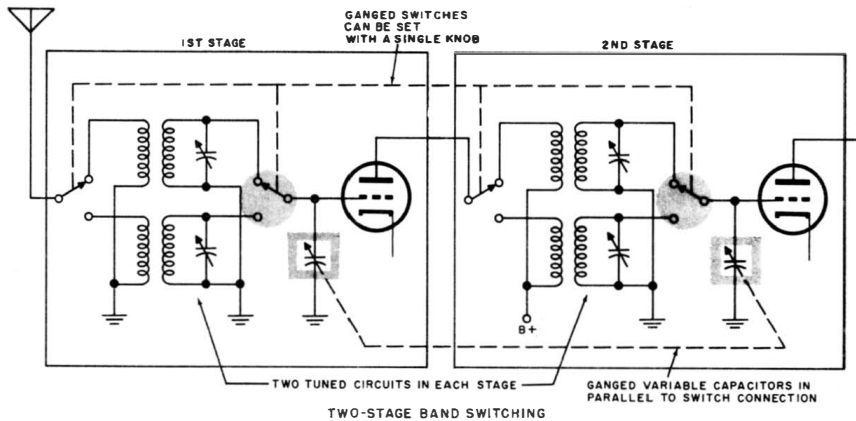 GANGED SWITCHES
CAN BE SET
WITH A SINGLE KNOB
1ST STAGE
2ND STAGE
B+
TWO TUNED CIRCUITS IN EACH STAGE
GANGED VARIABLE CAPACITORS IN
PARALLEL TO SWITCH CONNECTION
TWO-STAGE BAND SWITCHING